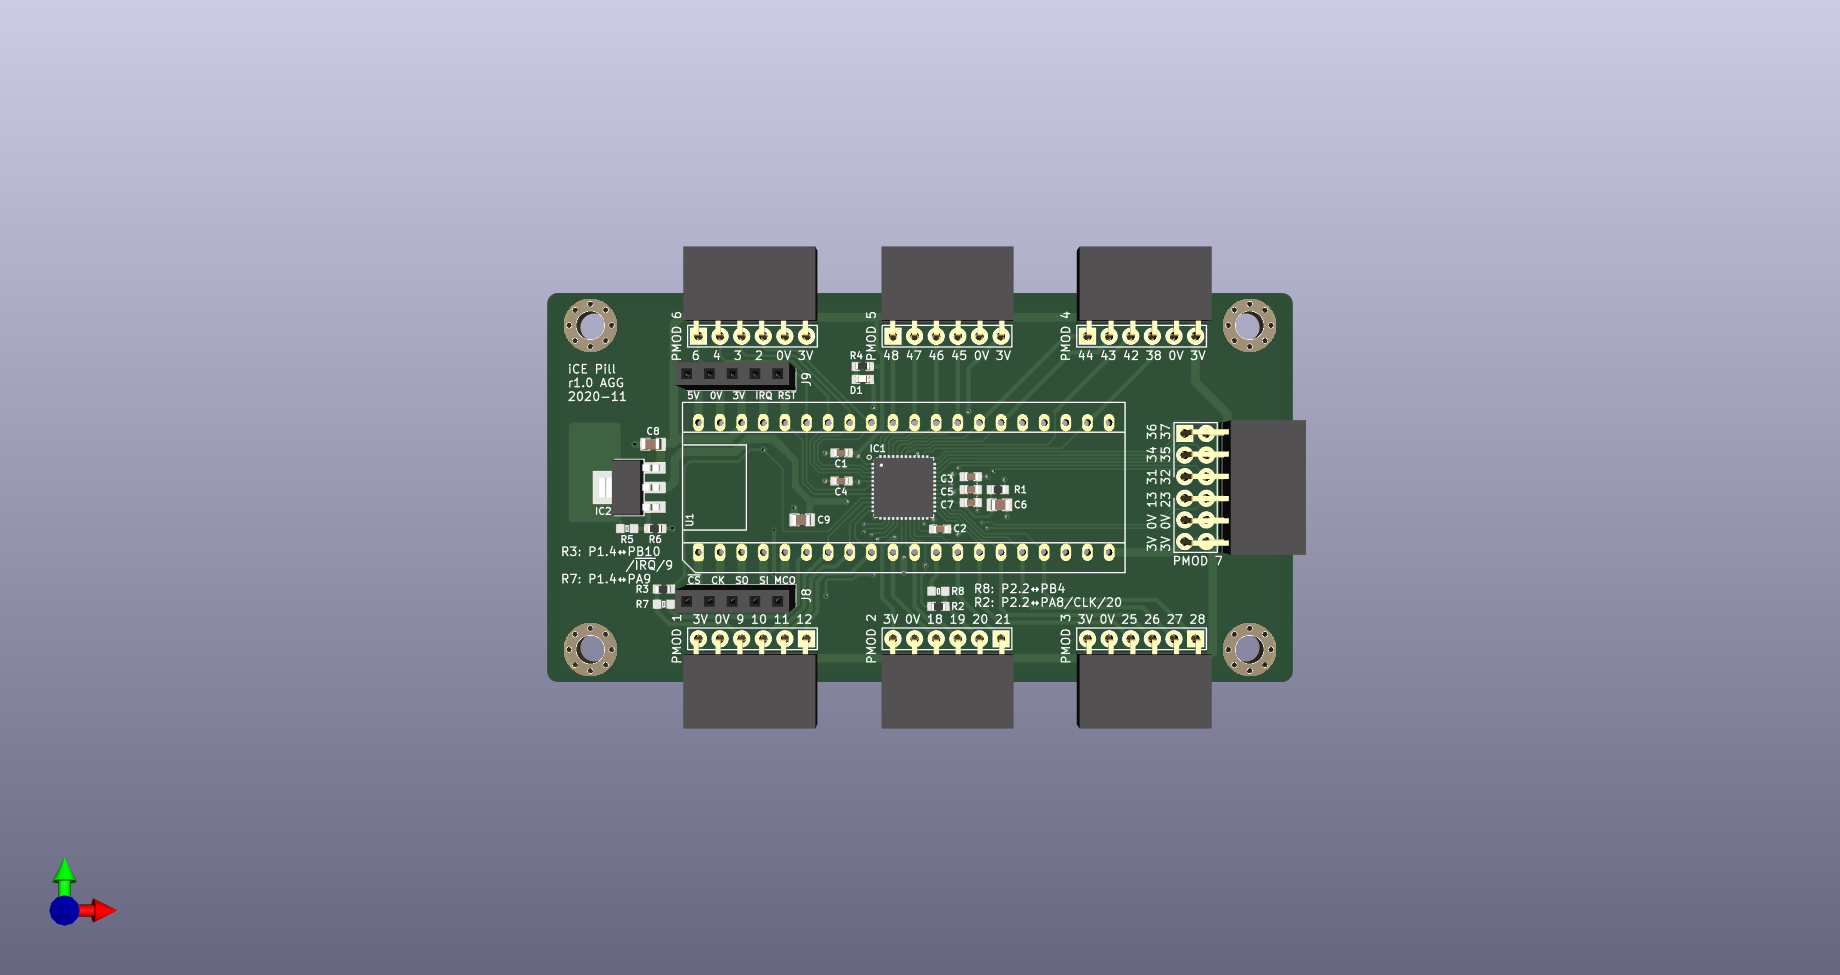 PMOD 6
6 4 3 2 0V 3V
PMOD 5
48 47 46 45 0V 3V
PMOD 4
44 43 42 38 0V 3V
iCE Pill
r1.0 AGG
2020-11
J9
5V 0V 3V IRQ RST
R4
D1
C8
IC2
R5 R6
U1
C1
C4
C9
IC1
C3
C5
C7
R1
C6
C2
36 37
34 35
31 32
13 23
0V 0V
3V 3V
PMOD 7
R3: P1.4↔PB10
/IRQ/9
R7: P1.4↔PA9
R3
R7
CS CK SO SI MCO
J8
R8
R2
R8: P2.2↔PB4
R2: P2.2↔PA8/CLK/20
PMOD 1
3V 0V 9 10 11 12
PMOD 2
3V 0V 18 19 20 21
PMOD 3
3V 0V 25 26 27 28